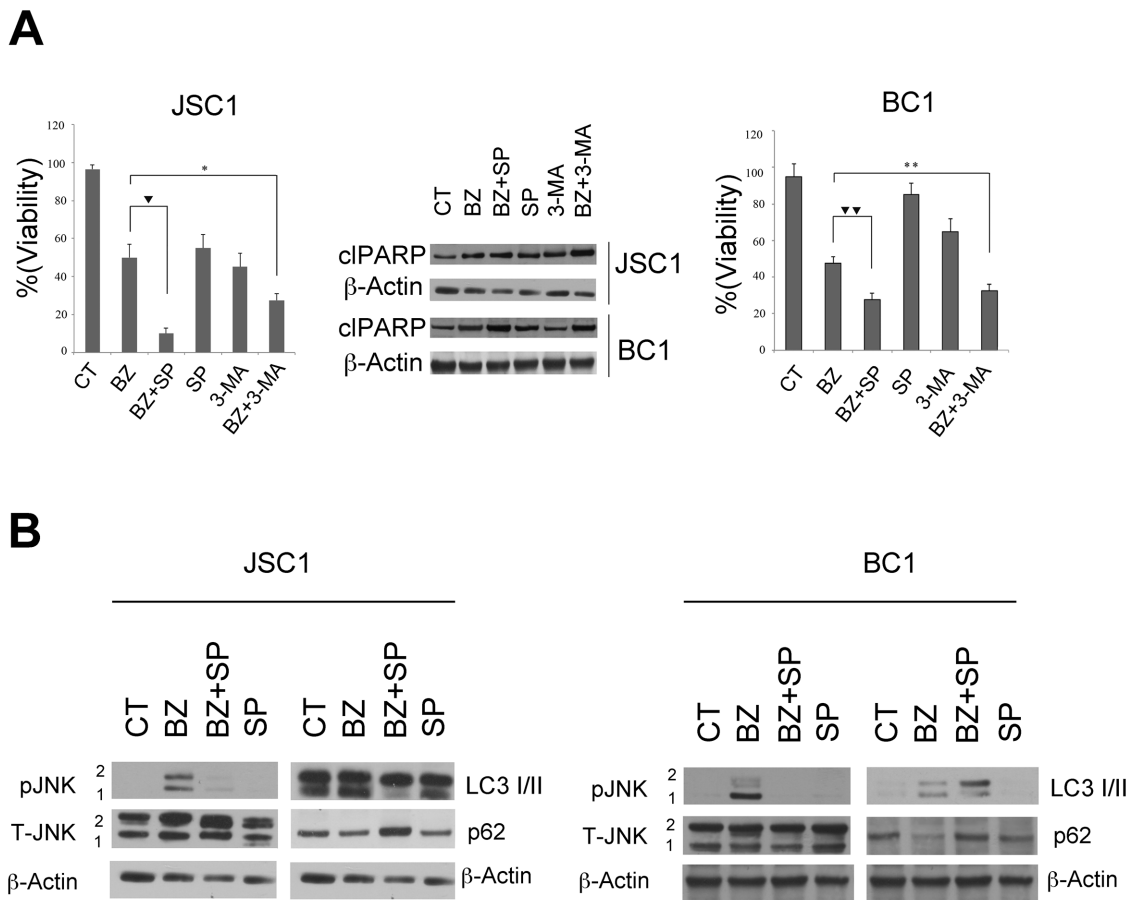 A
JSC1
%(Viability)
120
100
80
60
40
20
0
*
▼
CT
BZ
BZ+SP
SP
3-MA
BZ+3-MA
CT
BZ
BZ+SP
SP
3-MA
BZ+3-MA
clPARP
β-Actin
JSC1
clPARP
β-Actin
BC1
BC1
%(Viability)
120
100
80
60
40
20
0
**
▼▼
CT
BZ
BZ+SP
SP
3-MA
BZ+3-MA
B
JSC1
CT
BZ
BZ+SP
SP
CT
BZ
BZ+SP
SP
pJNK
2
1
LC3 I/II
T-JNK
2
1
p62
β-Actin
β-Actin
BC1
CT
BZ
BZ+SP
SP
CT
BZ
BZ+SP
SP
pJNK
2
1
LC3 I/II
T-JNK
2
1
p62
β-Actin
β-Actin